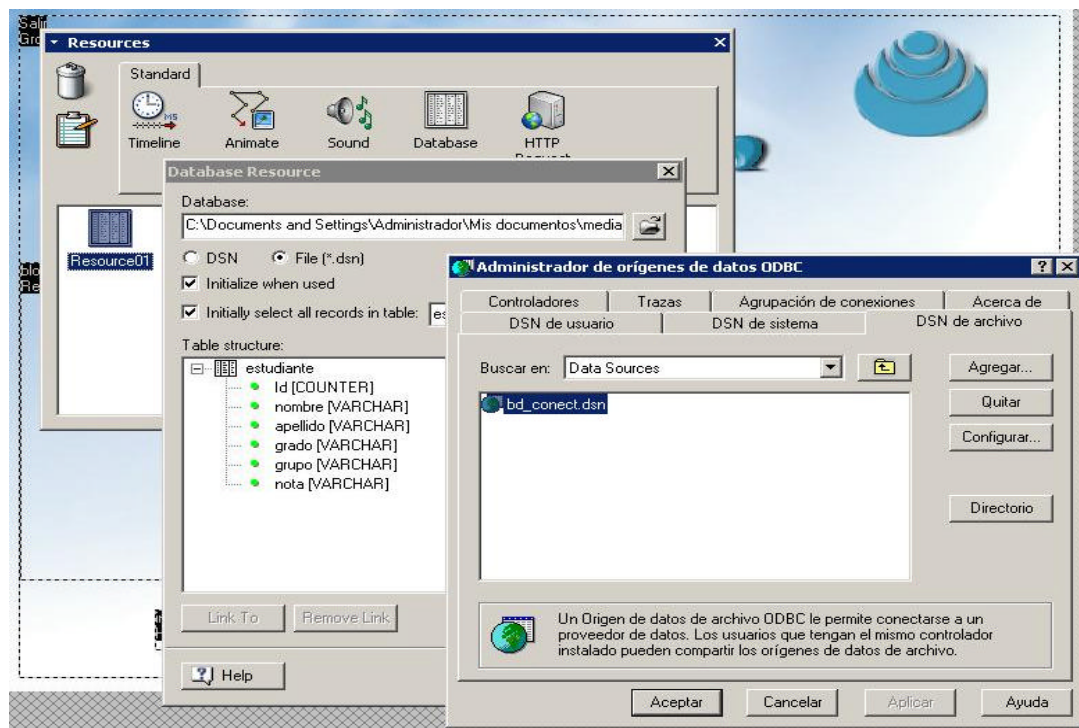 Salir
Resources
Standard
Timeline
Animate
Sound
Database
HTTP
Resource01
Database Resource
Database:
C:\Documents and Settings\Administrador\Mis documentos\media
DSN
File (*.dsn)
Initialize when used
Initially select all records in table:
Table structure:
estudiante
Id [COUNTER]
nombre [VARCHAR]
apellido [VARCHAR]
grado [VARCHAR]
grupo [VARCHAR]
nota [VARCHAR]
Link To
Remove Link
Help
Administrador de orígenes de datos ODBC
Controladores
Trazas
Agrupación de conexiones
Acerca de
DSN de usuario
DSN de sistema
DSN de archivo
Buscar en:
Data Sources
bd_conect.dsn
Agregar...
Quitar
Configurar...
Directorio
Un Origen de datos de archivo ODBC le permite conectarse a un
proveedor de datos. Los usuarios que tengan el mismo controlador
instalado pueden compartir los orígenes de datos de archivo.
Aceptar
Cancelar
Aplicar
Ayuda